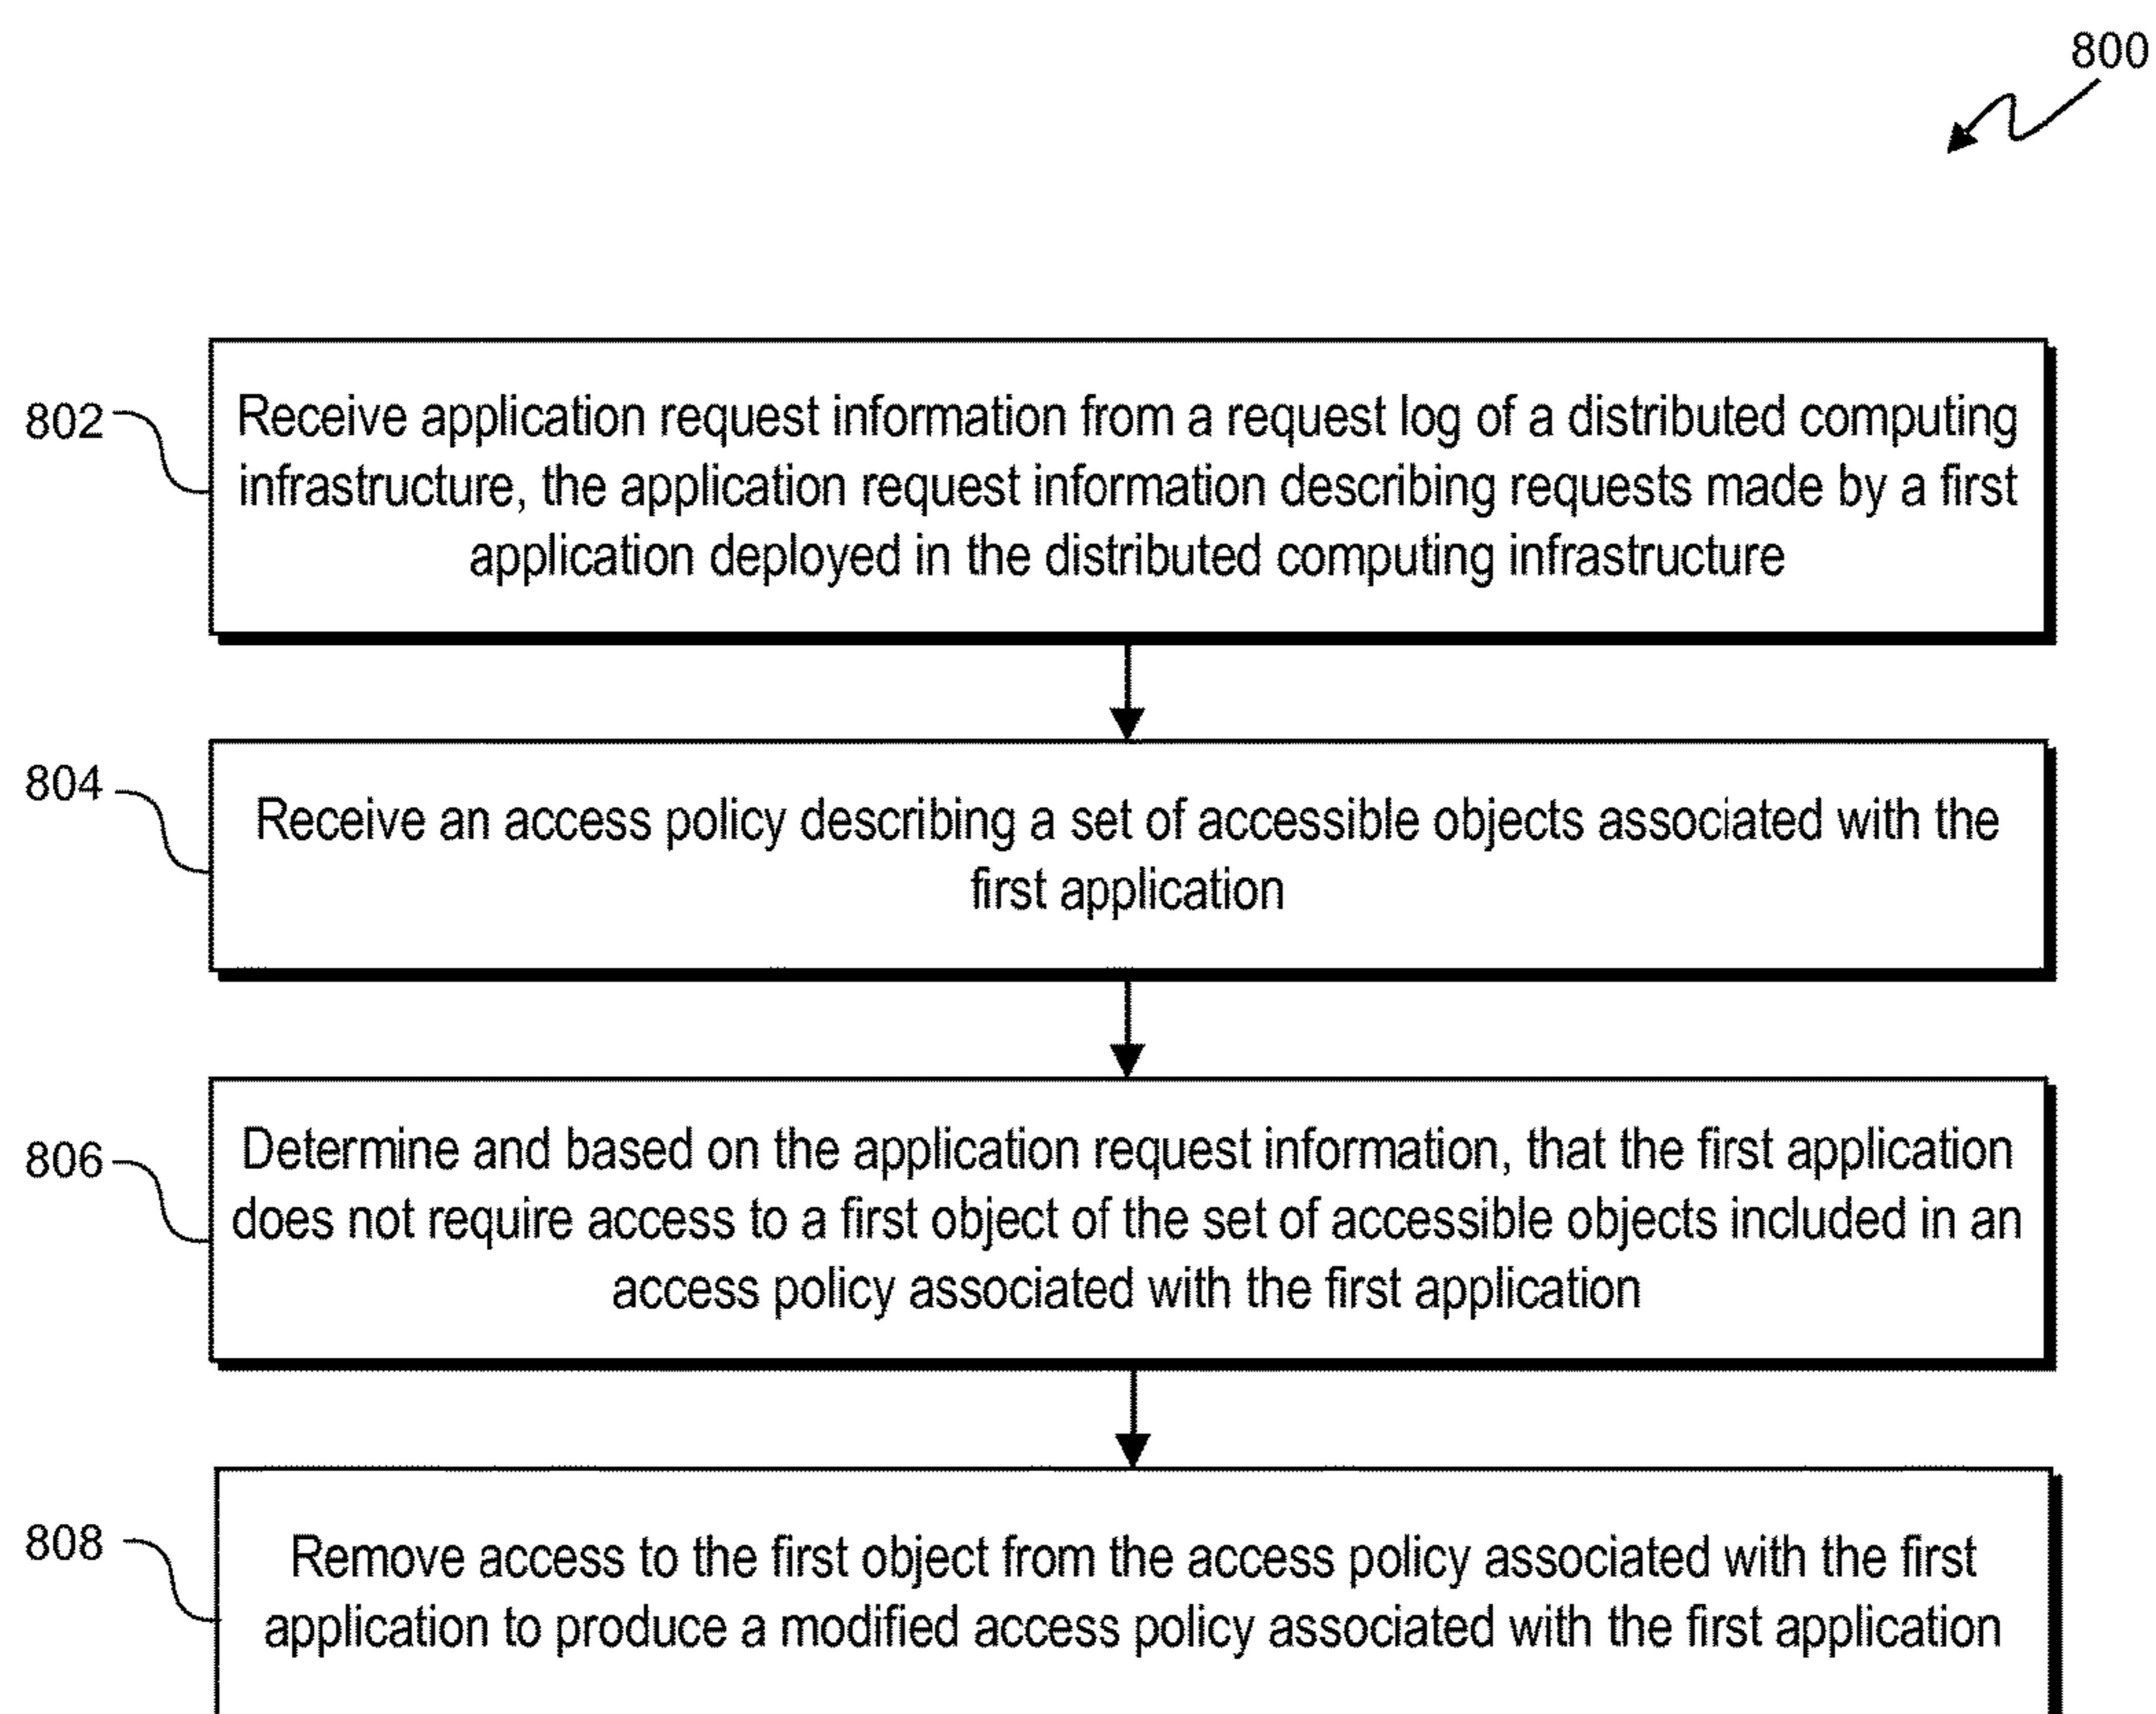 800
802
Receive application request information from a request log of a distributed computing
infrastructure, the application request information describing requests made by a first
application deployed in the distributed computing infrastructure
804
Receive an access policy describing a set of accessible objects associated with the
first application
806
Determine and based on the application request information, that the first application
does not require access to a first object of the set of accessible objects included in an
access policy associated with the first application
808
Remove access to the first object from the access policy associated with the first
application to produce a modified access policy associated with the first application